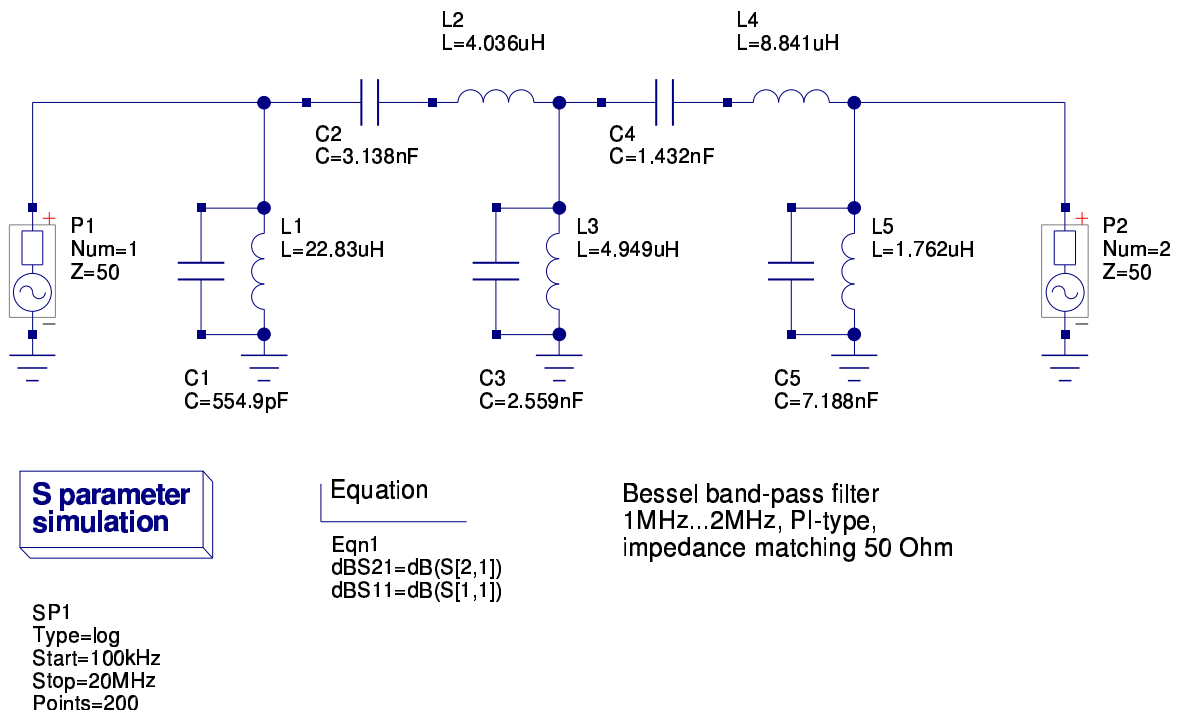 L2
L=4.036uH
L4
L=8.841uH
C2
C=3.138nF
C4
C=1.432nF
P1
Num=1
Z=50
L1
L=22.83uH
L3
L=4.949uH
L5
L=1.762uH
P2
Num=2
Z=50
C1
C=554.9pF
C3
C=2.559nF
C5
C=7.188nF
S parameter
simulation
Equation
Eqn1
dBS21=dB(S[2,1])
dBS11=dB(S[1,1])
Bessel band-pass filter
1MHz...2MHz, PI-type,
impedance matching 50 Ohm
SP1
Type=log
Start=100kHz
Stop=20MHz
Points=200